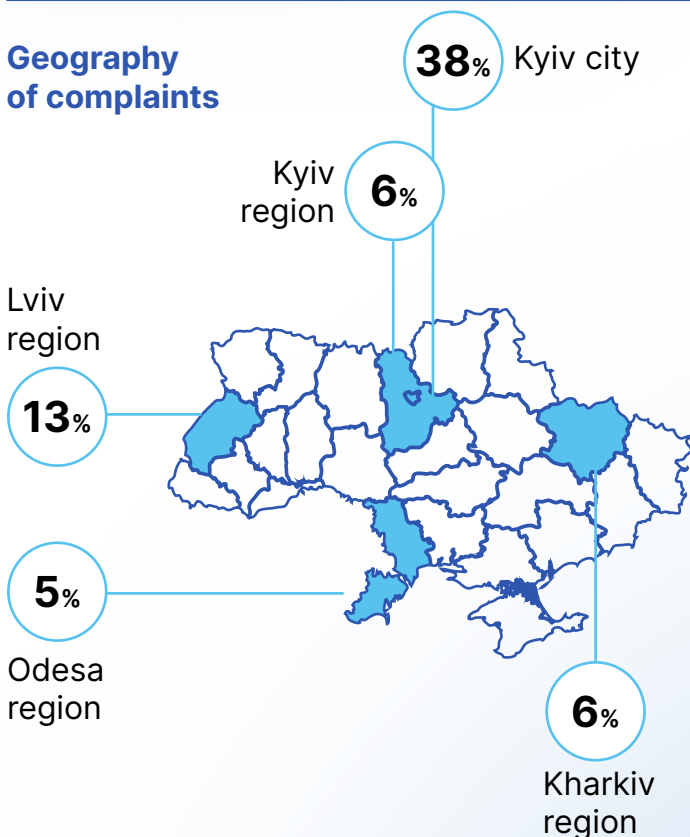 Geography
of complaints
38% Kyiv city
Kyiv
region
6%
Lviv
region
13%
5%
Odesa
region
6%
Kharkiv
region